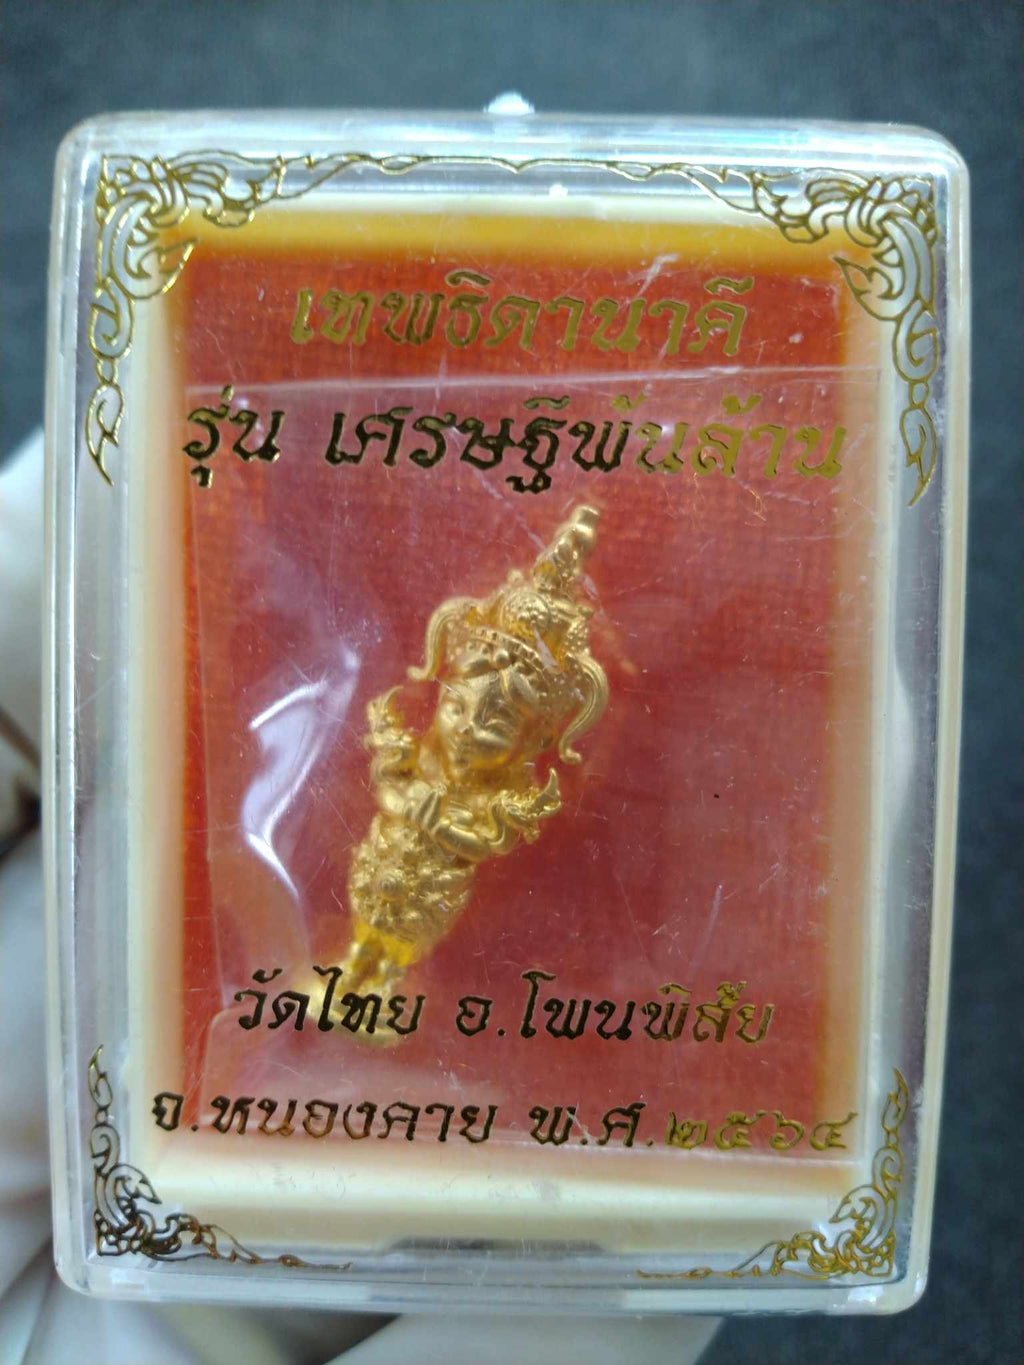 เทพธิดานาคี
รุ่น เศรษฐีพันล้าน
วัดไทย อ.โพนพิสัย
จ.หนองคาย พ.ศ.๒๕๖๔